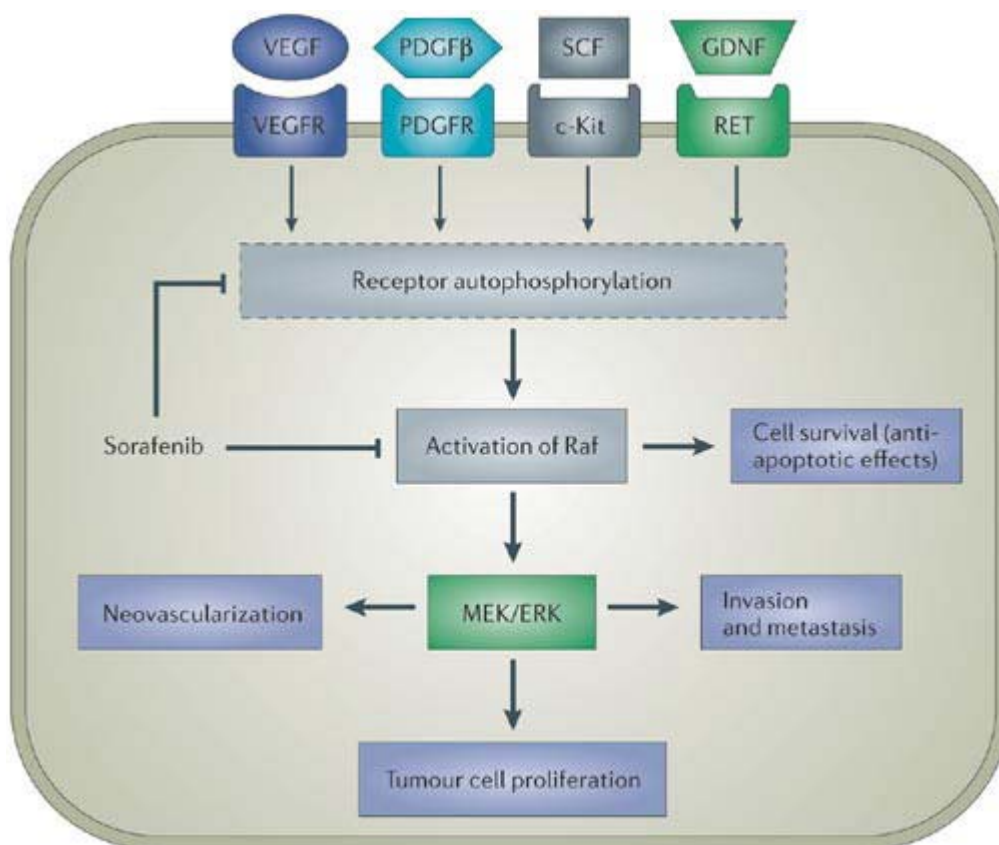 VEGF
PDGFβ
SCF
GDNF
VEGFR
PDGFR
c-Kit
RET
Receptor autophosphorylation
Sorafenib
Activation of Raf
Cell survival (anti-
apoptotic effects)
Neovascularization
MEK/ERK
Invasion
and metastasis
Tumour cell proliferation